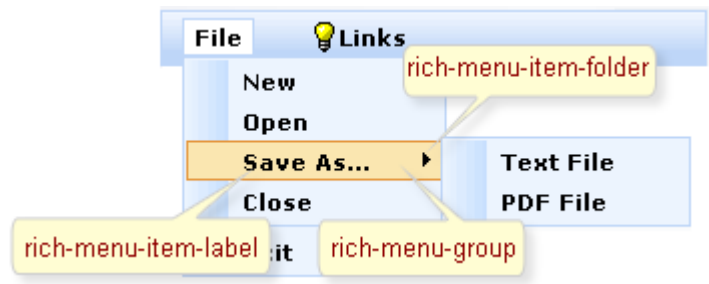 File
Links
rich-menu-item-folder
New
Open
Save As...
Text File
Close
PDF File
rich-menu-item-label
:it
rich-menu-group